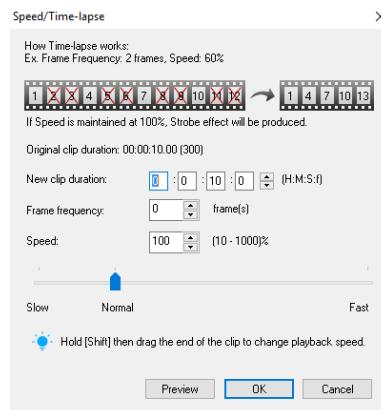 Speed/Time-lapse
How Time-lapse works:
Ex. Frame Frequency: 2 frames, Speed: 60%
1 2 3 4 5 6 7 8 9 10 11 12 1 4 7 10 13
If Speed is maintained at 100%, Strobe effect will be produced.
Original clip duration: 00:00:10.00 (300)
New clip duration: 0 : 0 : 10 : 0 (H:M:S:f)
Frame frequency: 0 frame(s)
Speed: 100 (10 - 1000)%
Slow Normal Fast
Hold [Shift] then drag the end of the clip to change playback speed.
Preview OK Cancel